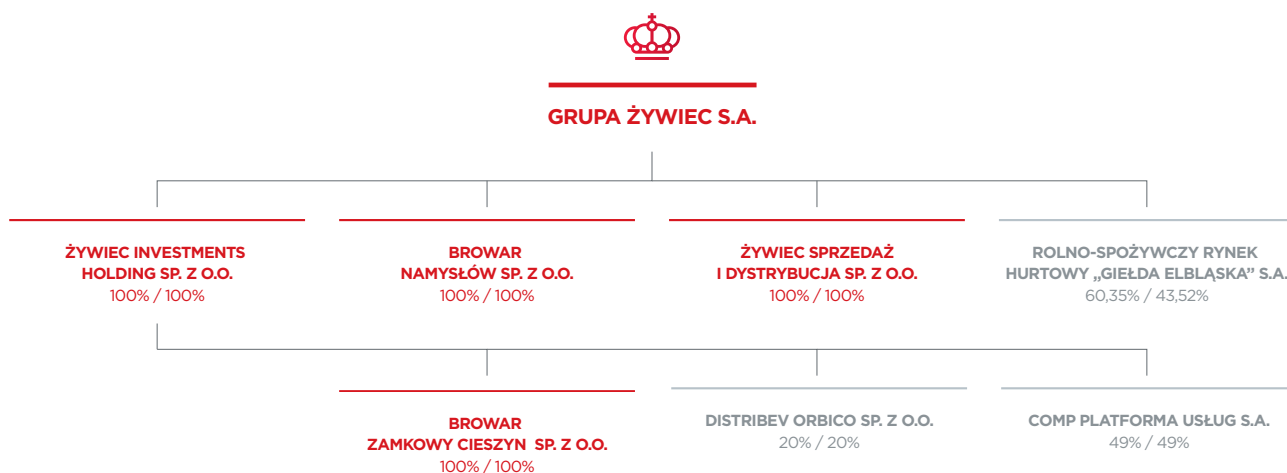 GRUPA ŻYWIEC S.A.
ŻYWIEC INVESTMENTS
HOLDING SP. Z O.O.
100% / 100%
BROWAR
NAMYSŁÓW SP. Z O.O.
100% / 100%
ŻYWIEC SPRZEDAŻ
I DYSTRYBUCJA SP. Z O.O.
100% / 100%
ROLNO-SPOŻYWCZY RYNEK
HURTOWY „GIEŁDA ELBLĄSKA” S.A.
60,35% / 43,52%
BROWAR
ZAMKOWY CIESZYN SP. Z O.O.
100% / 100%
DISTRIBEV ORBICO SP. Z O.O.
20% / 20%
COMP PLATFORMA USŁUG S.A.
49% / 49%